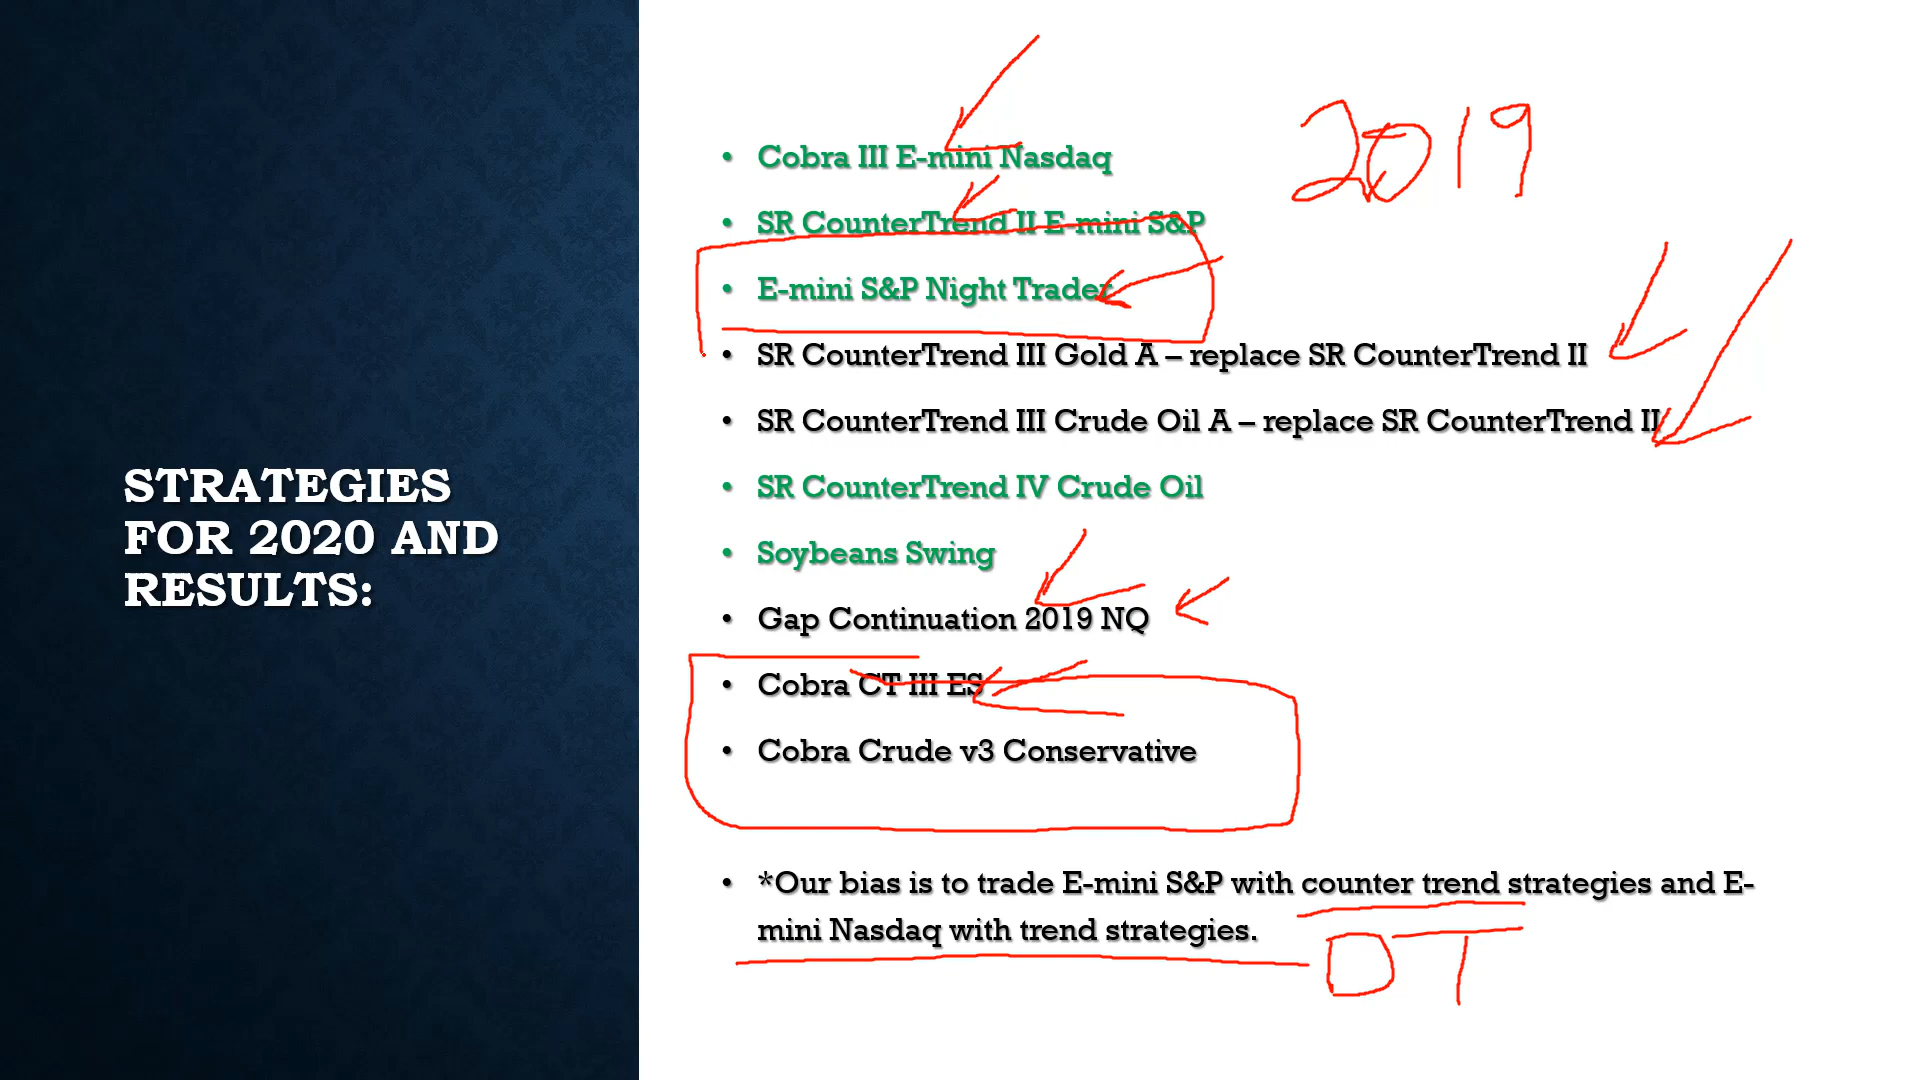 STRATEGIES
FOR 2020 AND
RESULTS:
2019
• Cobra III E-mini Nasdaq
• SR CounterTrend II E-mini S&P
• E-mini S&P Night Trader
• SR CounterTrend III Gold A – replace SR CounterTrend II
• SR CounterTrend III Crude Oil A – replace SR CounterTrend II
• SR CounterTrend IV Crude Oil
• Soybeans Swing
• Gap Continuation 2019 NQ
• Cobra CT III ES
• Cobra Crude v3 Conservative
• *Our bias is to trade E-mini S&P with counter trend strategies and E-
mini Nasdaq with trend strategies.
DT